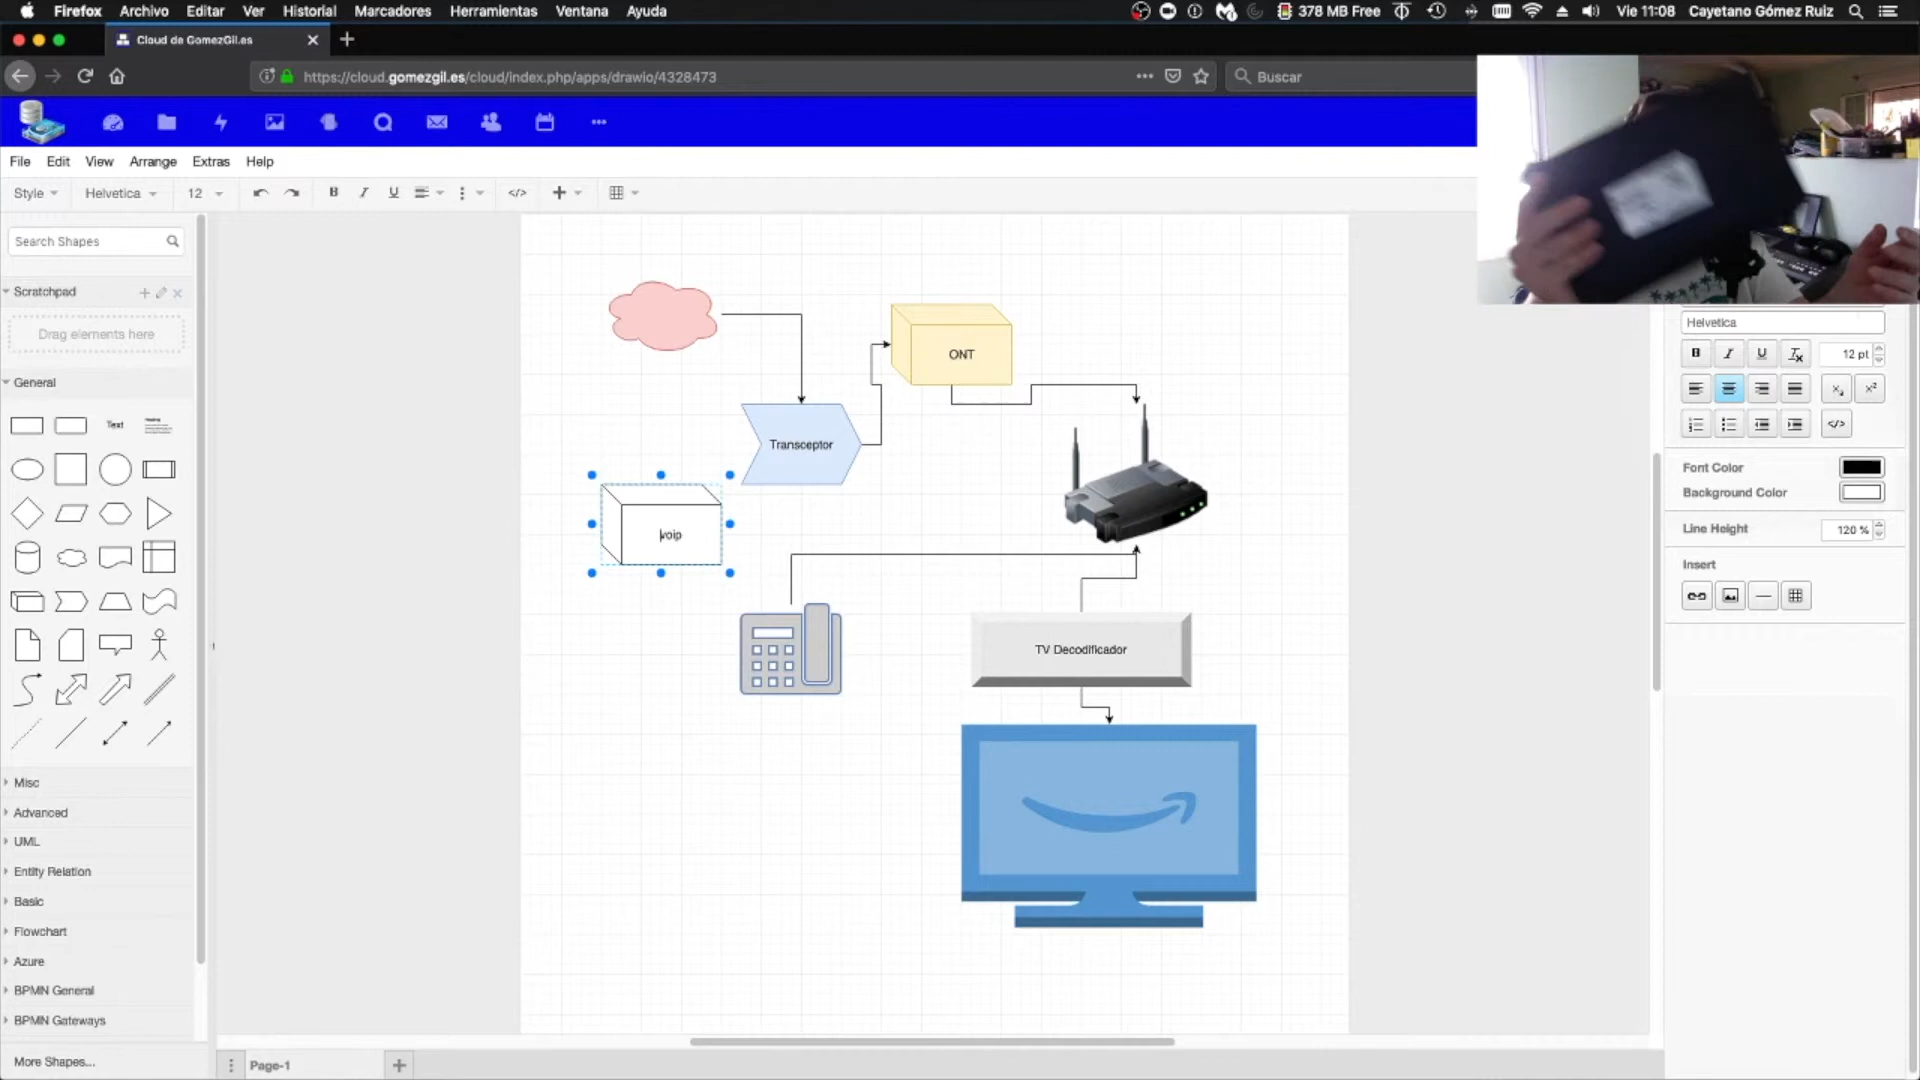 Firefox Archivo Editar Ver Historial Marcadores Herramientas Ventana Ayuda 378 MB Free Vie 11:08 Cayetano Gómez Ruiz
Cloud de GomezGil.es
https://cloud.gomezgil.es/cloud/index.php/apps/drawio/4328473 Buscar
File Edit View Arrange Extras Help
Style Helvetica 12 B I U
Search Shapes
Scratchpad
Drag elements here
General
Text
Misc
Advanced
UML
Entity Relation
Basic
Flowchart
Azure
BPMN General
BPMN Gateways
More Shapes...
ONT
Transceptor
voip
TV Decodificador
Page-1
Helvetica
B I U Tx 12 pt
Font Color
Background Color
Line Height 120 %
Insert